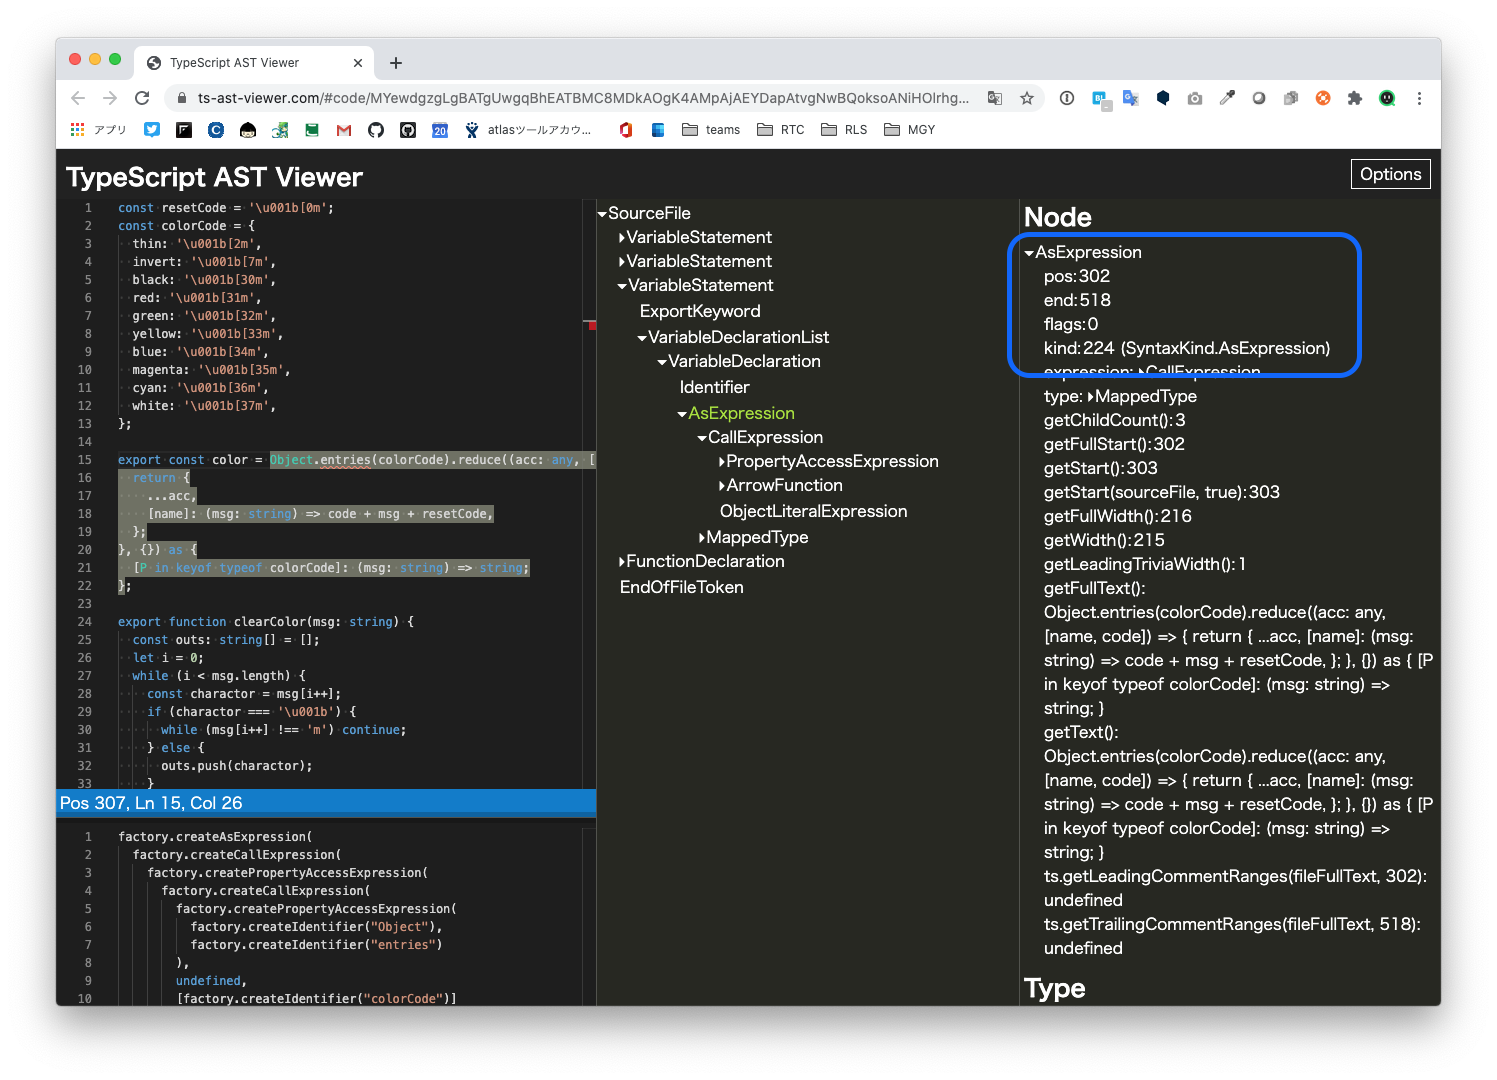 TypeScript AST Viewer
ts-ast-viewer.com/#code/MYewdgzgLgBATgUwgqBhEATBMC8MDkAOgK4AMpAjAEYDapAtvgNwBQoksoANiHOlrhg...
アプリ
20
atlasツールアカウ...
teams
RTC
RLS
MGY
TypeScript AST Viewer
Options
1 const resetCode = '\u001b[0m';
2 const colorCode = {
3 thin: '\u001b[2m',
4 invert: '\u001b[7m',
5 black: '\u001b[30m',
6 red: '\u001b[31m',
7 green: '\u001b[32m',
8 yellow: '\u001b[33m',
9 blue: '\u001b[34m',
10 magenta: '\u001b[35m',
11 cyan: '\u001b[36m',
12 white: '\u001b[37m',
13 };
14
15 export const color = Object.entries(colorCode).reduce((acc: any, [
16 return {
17 ...acc,
18 [name]: (msg: string) => code + msg + resetCode,
19 };
20 }, {}) as {
21 [P in keyof typeof colorCode]: (msg: string) => string;
22 };
23
24 export function clearColor(msg: string) {
25 const outs: string[] = [];
26 let i = 0;
27 while (i < msg.length) {
28 const charactor = msg[i++];
29 if (charactor === '\u001b') {
30 while (msg[i++] !== 'm') continue;
31 } else {
32 outs.push(charactor);
33 }
Pos 307, Ln 15, Col 26
1 factory.createAsExpression(
2 factory.createCallExpression(
3 factory.createPropertyAccessExpression(
4 factory.createCallExpression(
5 factory.createPropertyAccessExpression(
6 factory.createIdentifier("Object"),
7 factory.createIdentifier("entries")
8 ),
9 undefined,
10 [factory.createIdentifier("colorCode")]
SourceFile
VariableStatement
VariableStatement
VariableStatement
ExportKeyword
VariableDeclarationList
VariableDeclaration
Identifier
AsExpression
CallExpression
PropertyAccessExpression
ArrowFunction
ObjectLiteralExpression
MappedType
FunctionDeclaration
EndOfFileToken
Node
AsExpression
pos:302
end:518
flags:0
kind:224 (SyntaxKind.AsExpression)
expression: CallExpression
type: MappedType
getChildCount():3
getFullStart():302
getStart():303
getStart(sourceFile, true):303
getFullWidth():216
getWidth():215
getLeadingTriviaWidth():1
getFullText():
Object.entries(colorCode).reduce((acc: any,
[name, code]) => { return { ...acc, [name]: (msg:
string) => code + msg + resetCode, }; }, {}) as { [P
in keyof typeof colorCode]: (msg: string) =>
string; }
getText():
Object.entries(colorCode).reduce((acc: any,
[name, code]) => { return { ...acc, [name]: (msg:
string) => code + msg + resetCode, }; }, {}) as { [P
in keyof typeof colorCode]: (msg: string) =>
string; }
ts.getLeadingCommentRanges(fileFullText, 302):
undefined
ts.getTrailingCommentRanges(fileFullText, 518):
undefined
Type